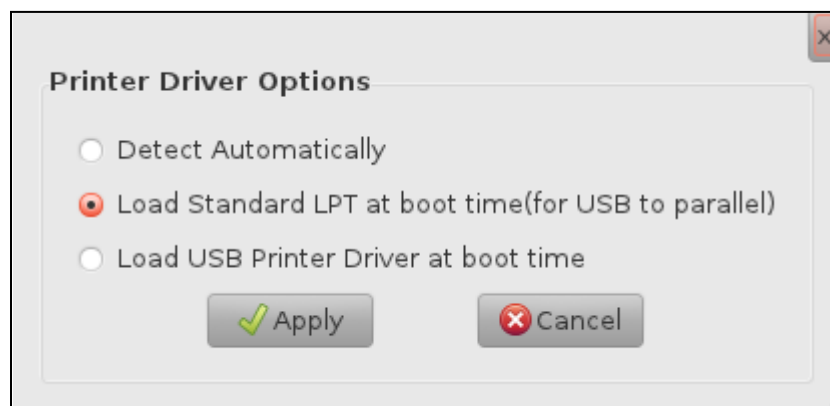 Printer Driver Options
Detect Automatically
Load Standard LPT at boot time(for USB to parallel)
Load USB Printer Driver at boot time
Apply
Cancel